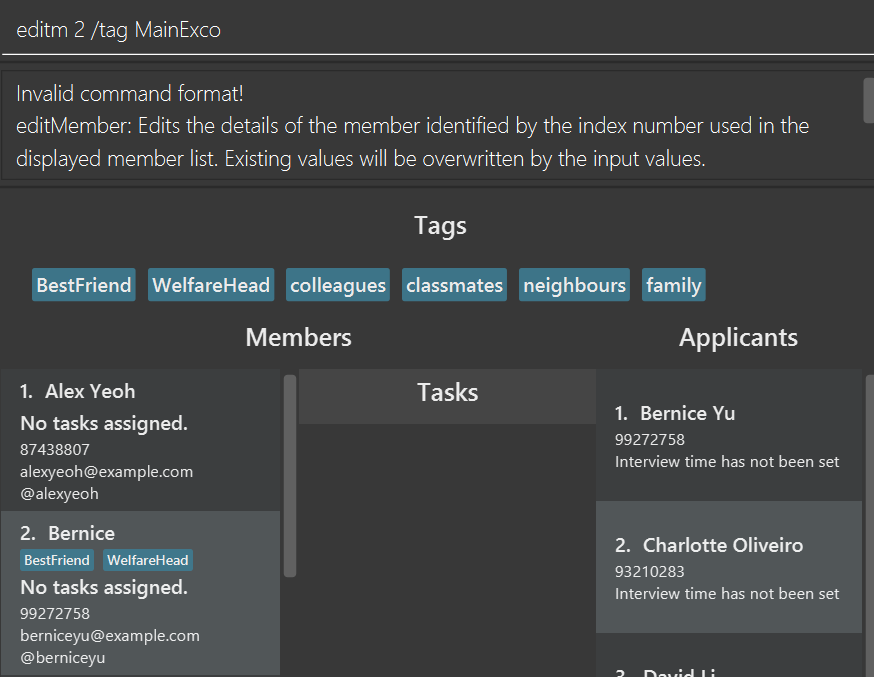 editm 2 /tag MainExco
Invalid command format!
editMember: Edits the details of the member identified by the index number used in the
displayed member list. Existing values will be overwritten by the input values.
Tags
BestFriend WelfareHead colleagues classmates neighbours family
Members
1. Alex Yeoh
No tasks assigned.
87438807
alexyeoh@example.com
@alexyeoh
2. Bernice
BestFriend WelfareHead
No tasks assigned.
99272758
berniceyu@example.com
@berniceyu
Tasks
Applicants
1. Bernice Yu
99272758
Interview time has not been set
2. Charlotte Oliveiro
93210283
Interview time has not been set
3. David Li